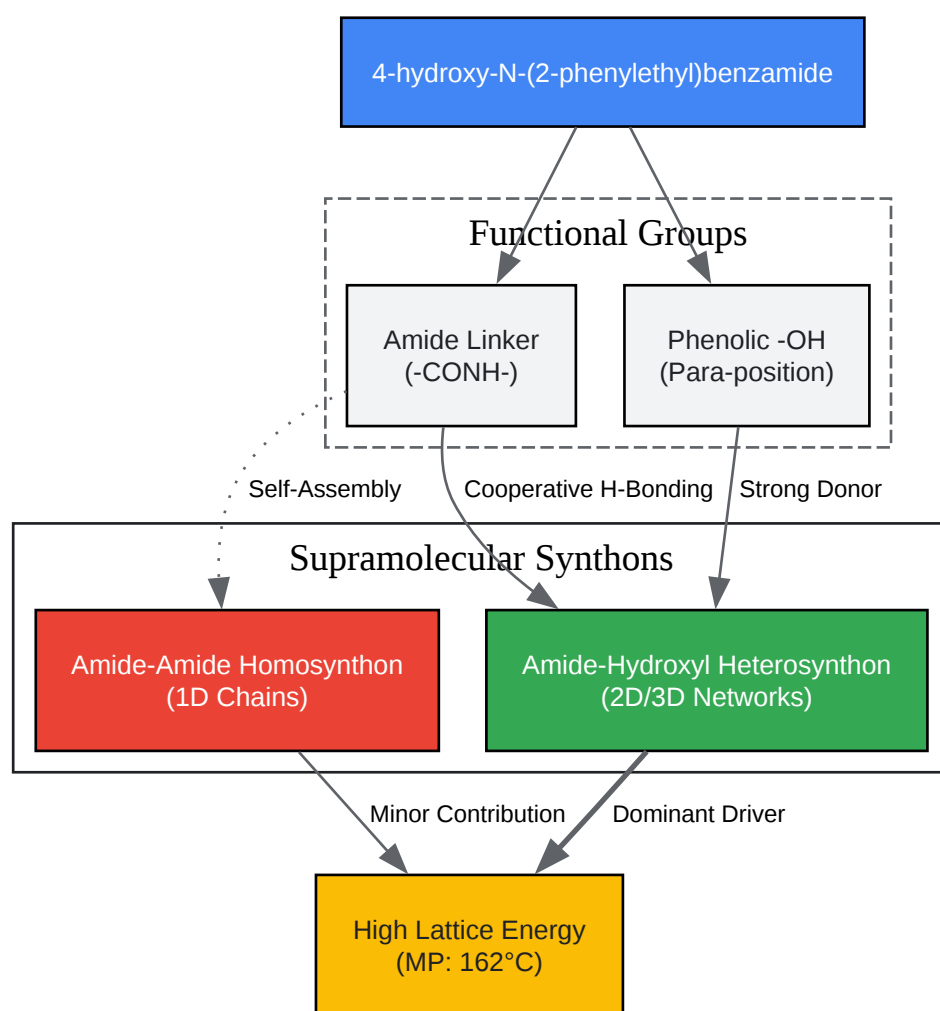 4-hydroxy-N-(2-phenylethyl)benzamide
Functional Groups
Amide Linker
(-CONH-)
Phenolic -OH
(Para-position)
Self-Assembly
Cooperative H-Bonding
Strong Donor
Supramolecular Synthons
Amide-Amide Homosynthon
(1D Chains)
Amide-Hydroxyl Heterosynthon
(2D/3D Networks)
Minor Contribution
Dominant Driver
High Lattice Energy
(MP: 162°C)